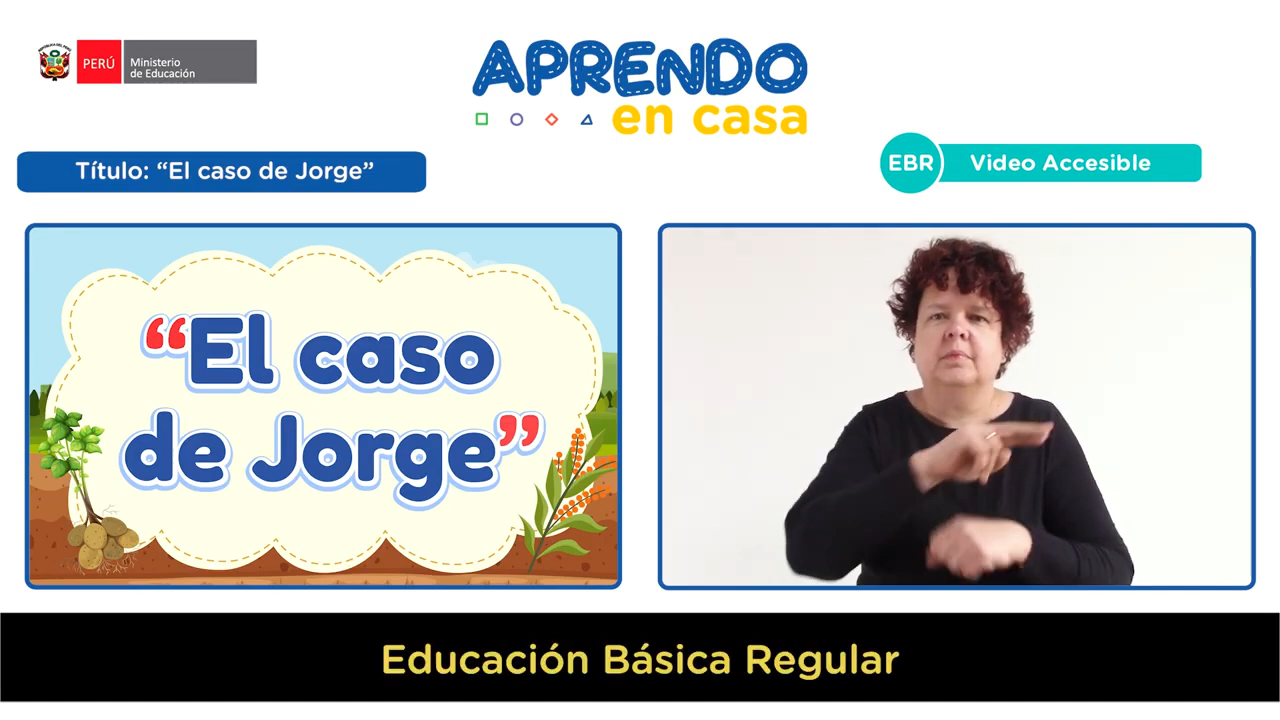 PERÚ
Ministerio
de Educación
APRENDO
en casa
Título: “El caso de Jorge”
EBR
Video Accesible
“El caso
de Jorge”
Educación Básica Regular